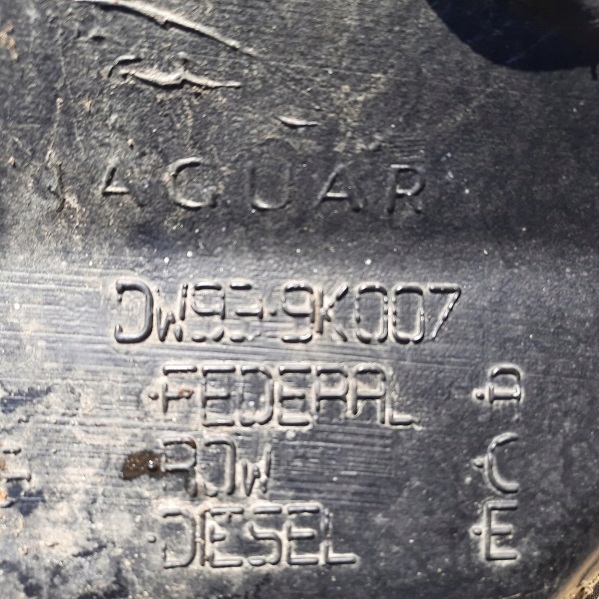 JAGUAR
DW93-9K007
FEDERAL A
ROW C
DIESEL E